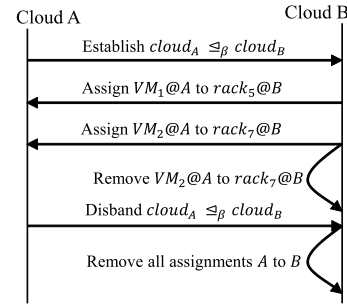 Cloud A
Cloud B
Establish cloud_A ⊴_β cloud_B
Assign VM_1@A to rack_5@B
Assign VM_2@A to rack_7@B
Remove VM_2@A to rack_7@B
Disband cloud_A ⊴_β cloud_B
Remove all assignments A to B